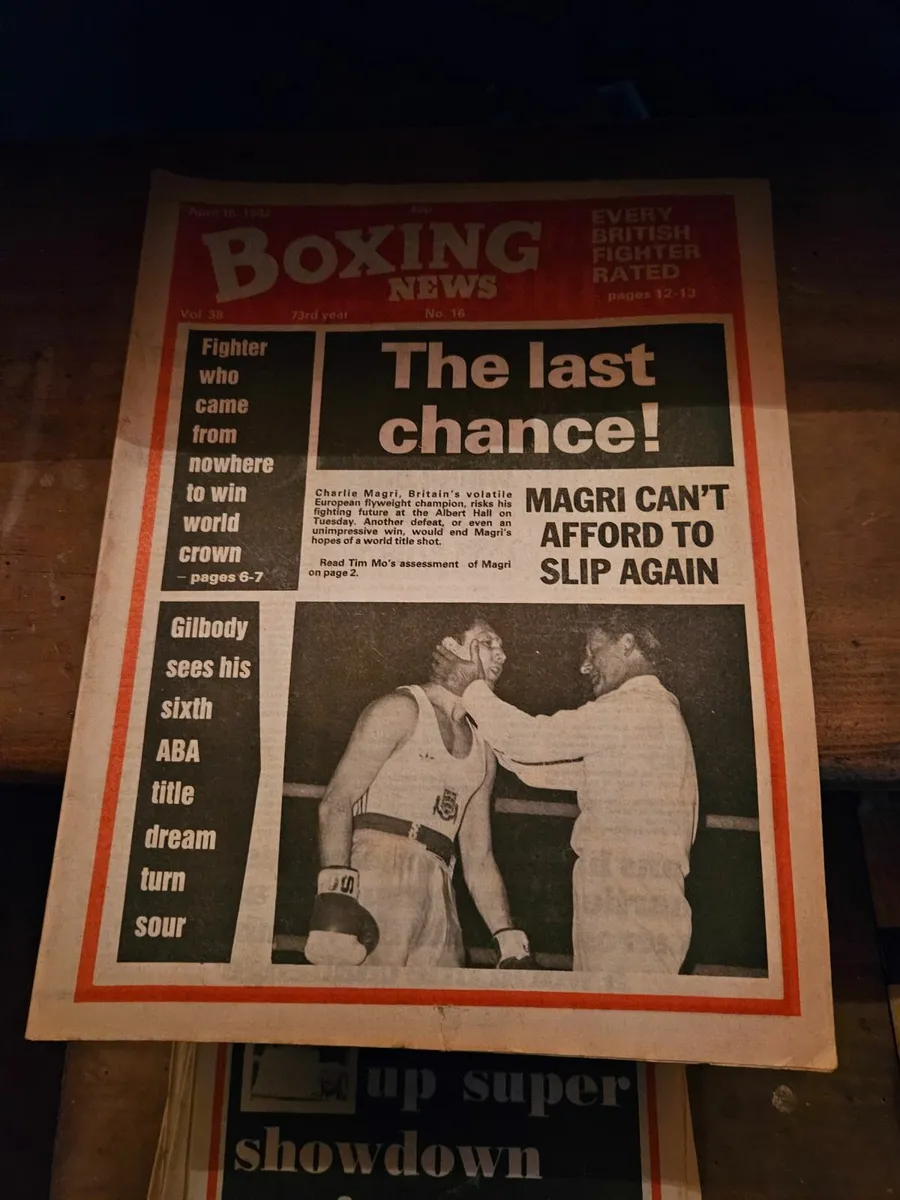 April 16, 1982
40p
BOXING
NEWS
EVERY
BRITISH
FIGHTER
RATED
pages 12-13
Vol 38
73rd year
No. 16
Fighter
who
came
from
nowhere
to win
world
crown
– pages 6-7
The last
chance!
Charlie Magri, Britain's volatile
European flyweight champion, risks his
fighting future at the Albert Hall on
Tuesday. Another defeat, or even an
unimpressive win, would end Magri's
hopes of a world title shot.
Read Tim Mo's assessment of Magri
on page 2.
MAGRI CAN'T
AFFORD TO
SLIP AGAIN
Gilbody
sees his
sixth
ABA
title
dream
turn
sour
up super
showdown